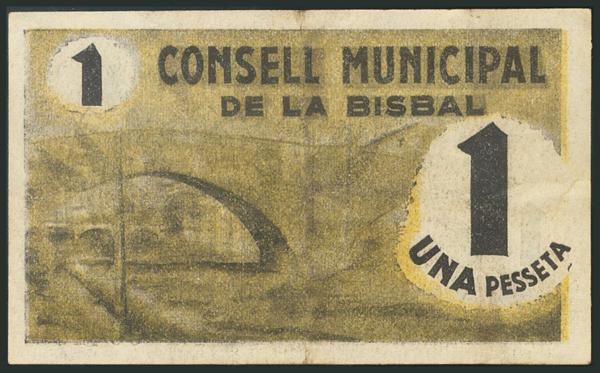 1
CONSELL MUNICIPAL
DE LA BISBAL
1
UNA PESSETA